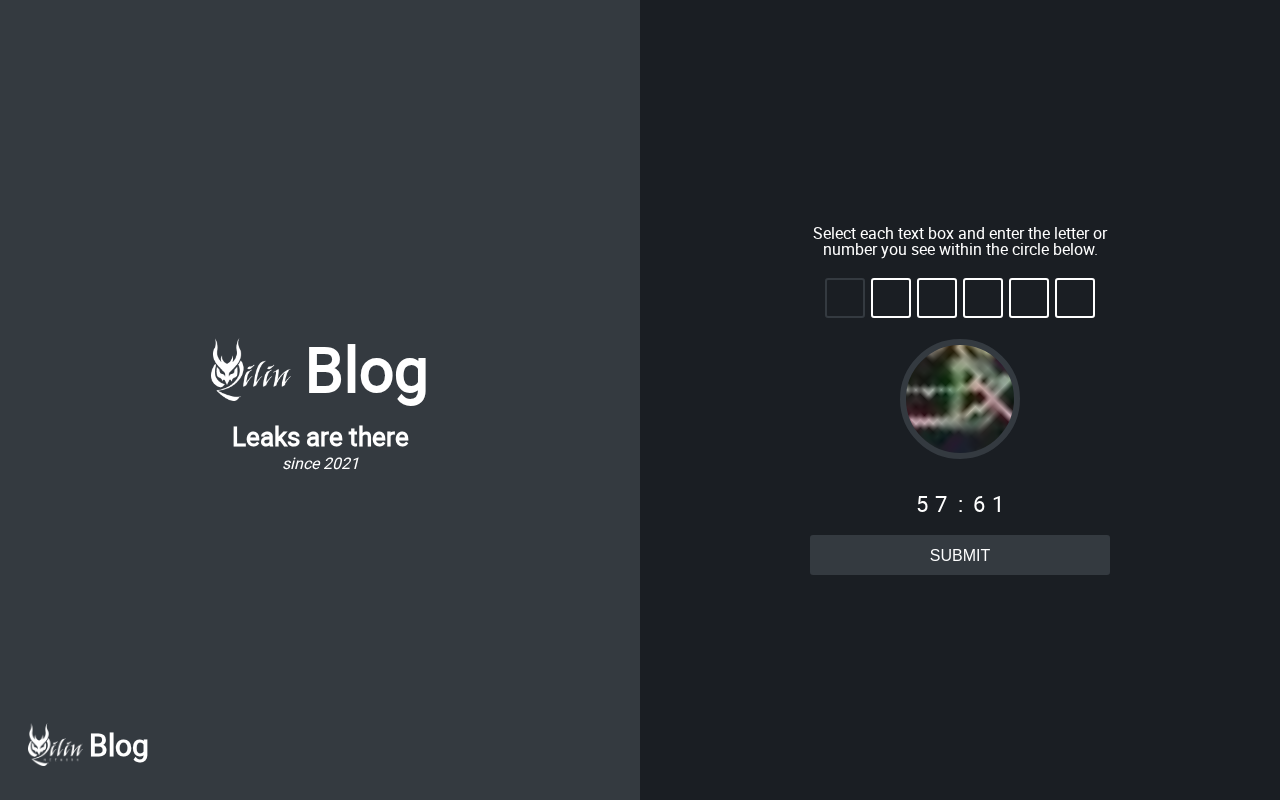 Qilin Blog
Leaks are there
since 2021
Select each text box and enter the letter or
number you see within the circle below.
57:61
SUBMIT
Qilin Blog